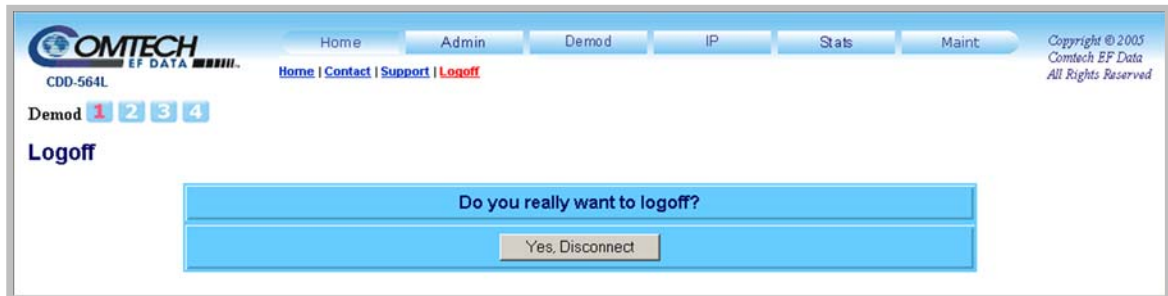 COMTECH
EF DATA
CDD-564L
Home Admin Demod IP Stats Maint
Home | Contact | Support | Logoff
Copyright © 2005
Comtech EF Data
All Rights Reserved
Demod 1 2 3 4
Logoff
Do you really want to logoff?
Yes, Disconnect